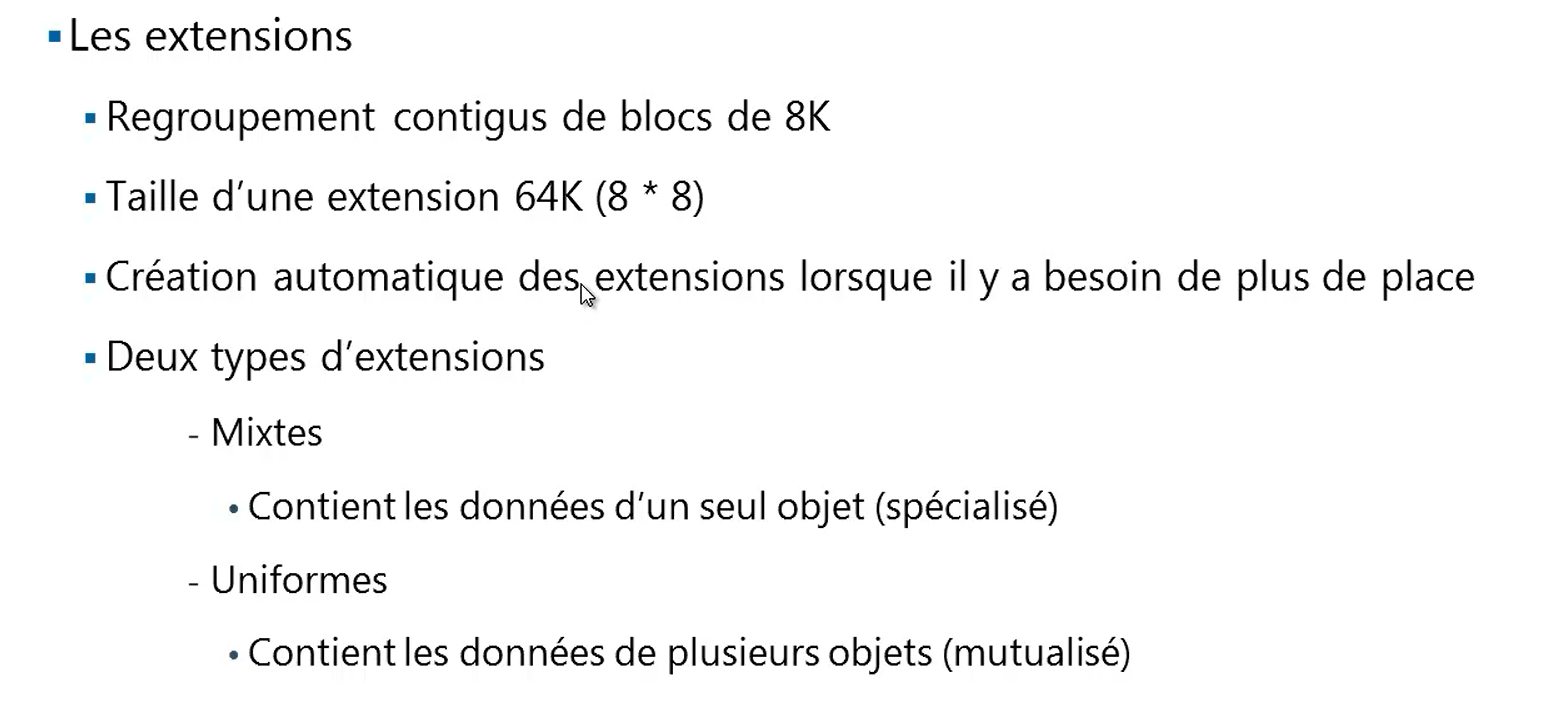 Les extensions
Regroupement contigus de blocs de 8K
Taille d’une extension 64K (8 * 8)
Création automatique des extensions lorsque il y a besoin de plus de place
Deux types d’extensions
- Mixtes
• Contient les données d’un seul objet (spécialisé)
- Uniformes
• Contient les données de plusieurs objets (mutualisé)